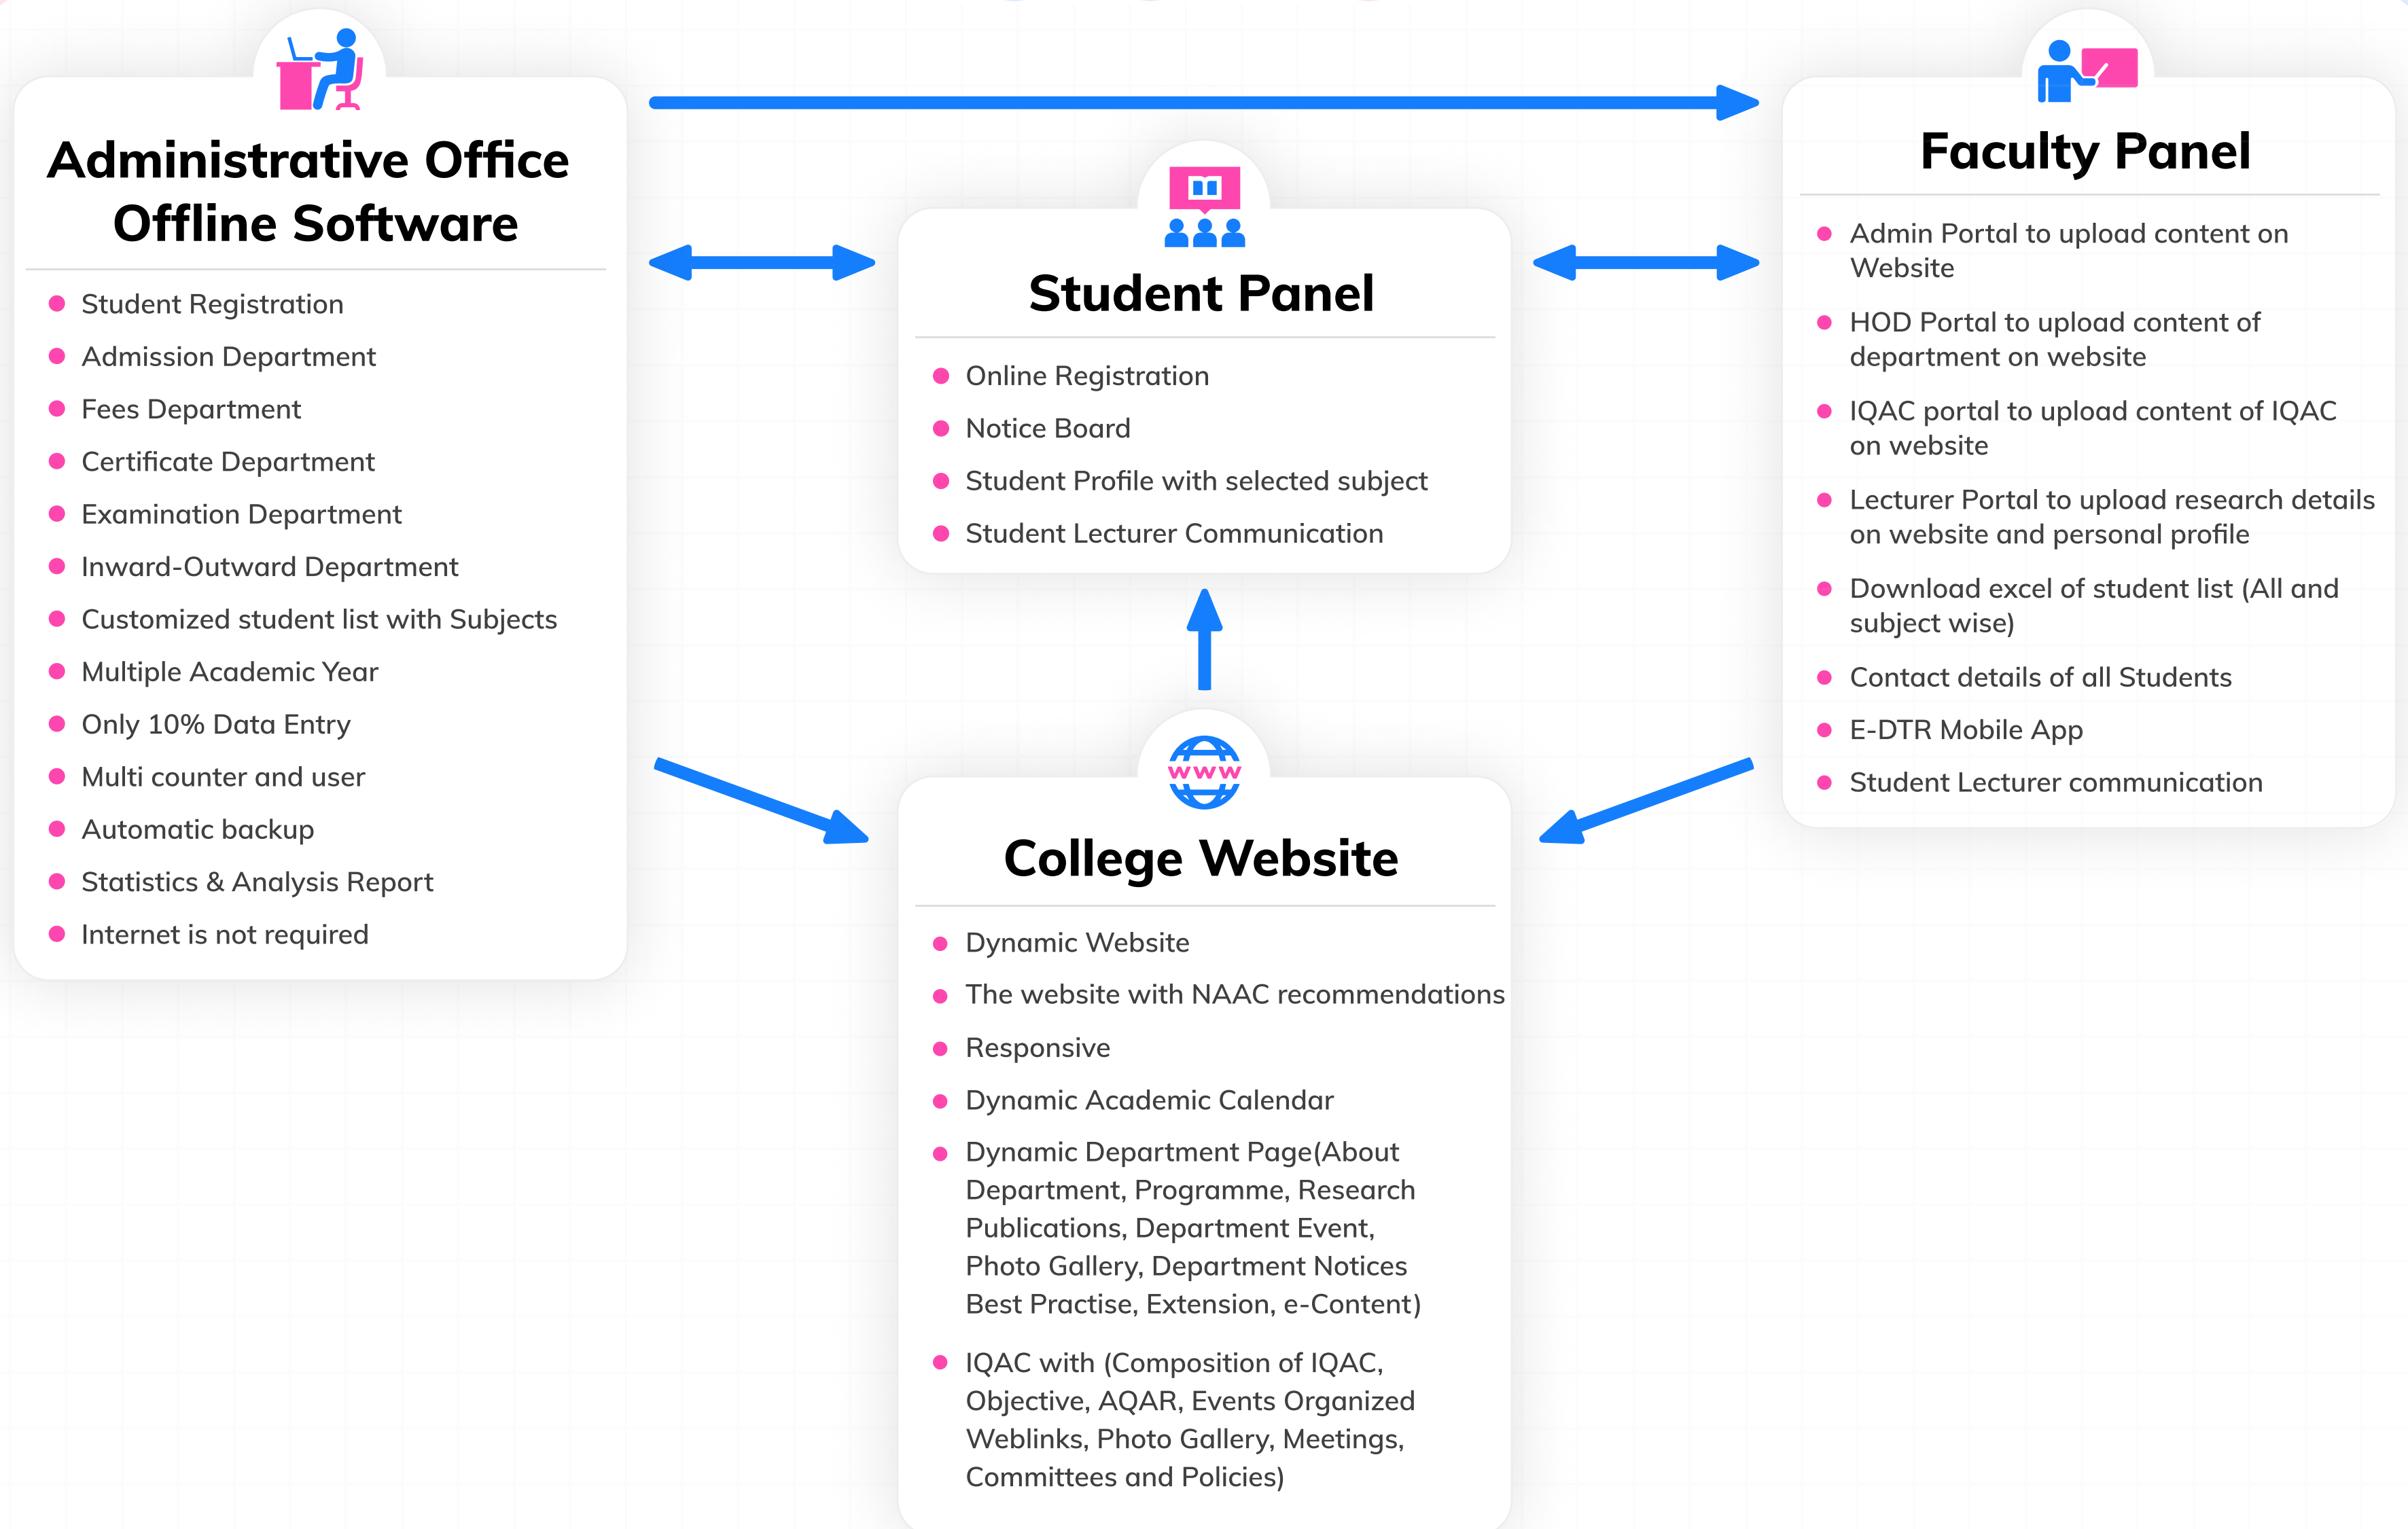 Administrative Office
Offline Software
Student Registration
Admission Department
Fees Department
Certificate Department
Examination Department
Inward-Outward Department
Customized student list with Subjects
Multiple Academic Year
Only 10% Data Entry
Multi counter and user
Automatic backup
Statistics & Analysis Report
Internet is not required
Student Panel
Online Registration
Notice Board
Student Profile with selected subject
Student Lecturer Communication
www
College Website
Dynamic Website
The website with NAAC recommendations
Responsive
Dynamic Academic Calendar
Dynamic Department Page(About
Department, Programme, Research
Publications, Department Event,
Photo Gallery, Department Notices
Best Practise, Extension, e-Content)
IQAC with (Composition of IQAC,
Objective, AQAR, Events Organized
Weblinks, Photo Gallery, Meetings,
Committees and Policies)
Faculty Panel
Admin Portal to upload content on
Website
HOD Portal to upload content of
department on website
IQAC portal to upload content of IQAC
on website
Lecturer Portal to upload research details
on website and personal profile
Download excel of student list (All and
subject wise)
Contact details of all Students
E-DTR Mobile App
Student Lecturer communication